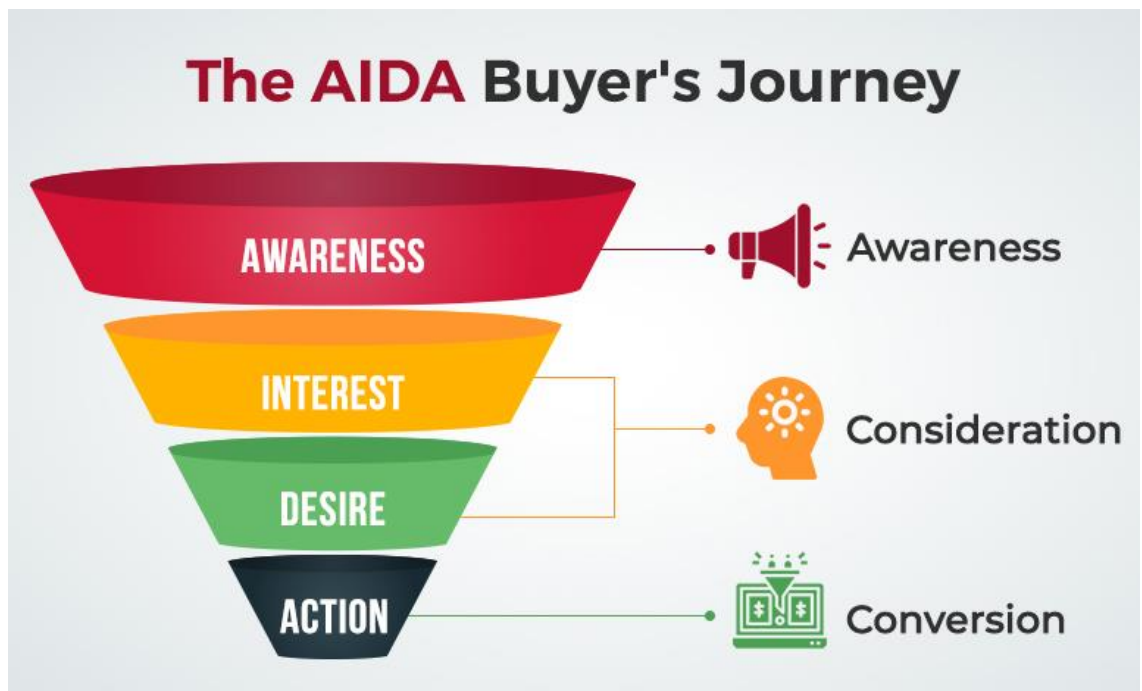 The AIDA Buyer's Journey
AWARENESS
Awareness
INTEREST
Consideration
DESIRE
ACTION
Conversion
$ $